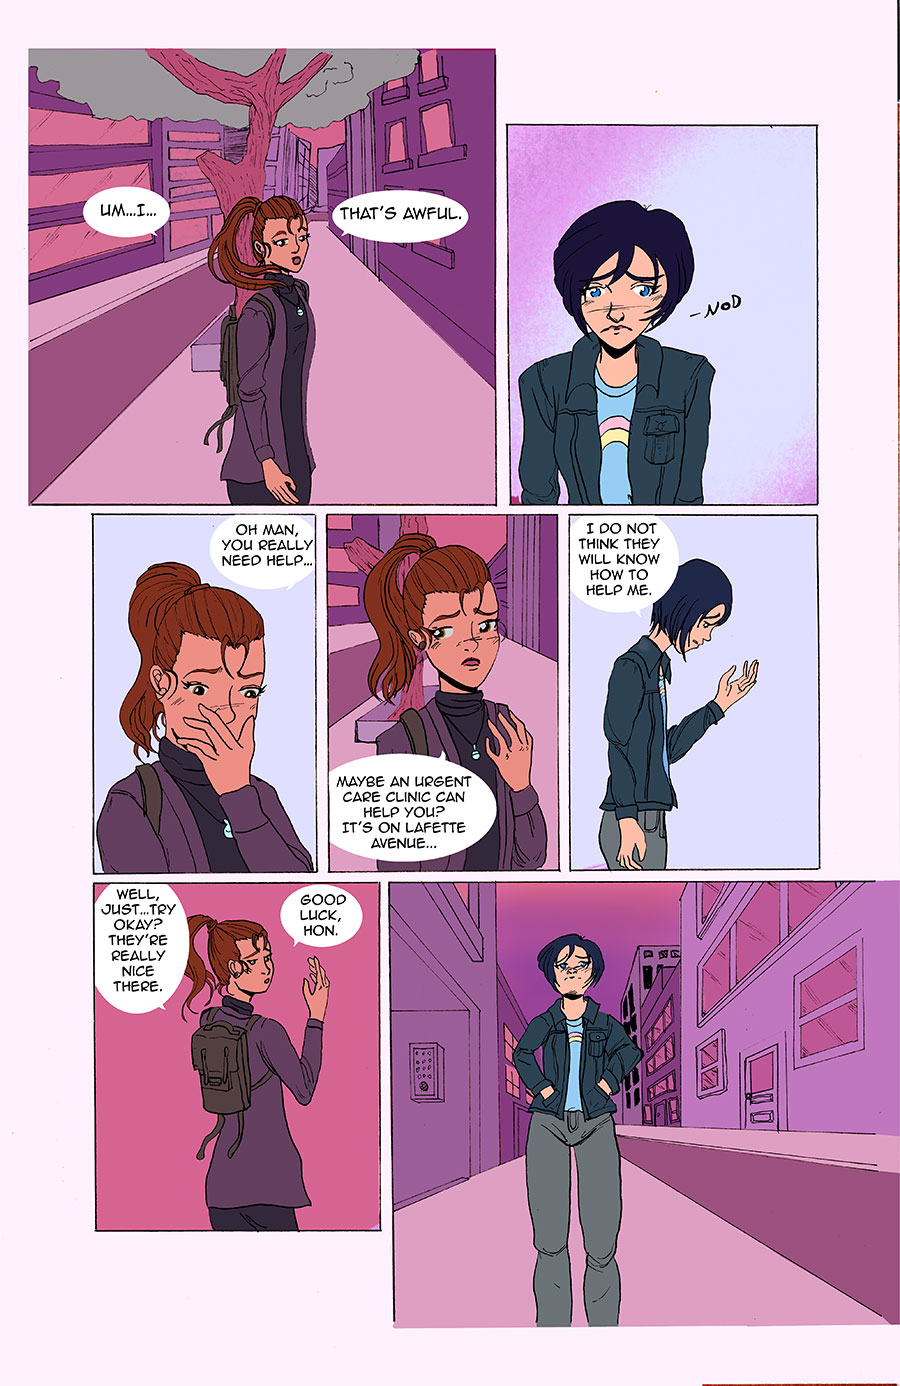 UM...I...
THAT'S AWFUL.
-NOD
OH MAN,
YOU REALLY
NEED HELP...
MAYBE AN URGENT
CARE CLINIC CAN
HELP YOU?
IT'S ON LAFETTE
AVENUE...
I DO NOT
THINK THEY
WILL KNOW
HOW TO
HELP ME.
WELL,
JUST...TRY
OKAY?
THEY'RE
REALLY
NICE
THERE.
GOOD
LUCK,
HON.